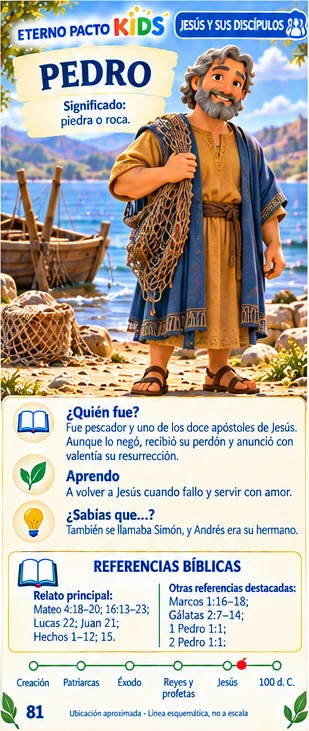 ETERNO PACTO KIDS
JESÚS Y SUS DISCÍPULOS
PEDRO
Significado:
piedra o roca.
¿Quién fue?
Fue pescador y uno de los doce apóstoles de Jesús.
Aunque lo negó, recibió su perdón y anunció con
valentía su resurrección.
Aprendo
A volver a Jesús cuando fallo y servir con amor.
¿Sabías que...?
También se llamaba Simón, y Andrés era su hermano.
REFERENCIAS BÍBLICAS
Relato principal:
Mateo 4:18–20; 16:13–23;
Lucas 22; Juan 21;
Hechos 1–12; 15.
Otras referencias destacadas:
Marcos 1:16–18;
Gálatas 2:7–14;
1 Pedro 1:1;
2 Pedro 1:1;
Creación
Patriarcas
Éxodo
Reyes y
profetas
Jesús
100 d. C.
81
Ubicación aproximada • Línea esquemática, no a escala